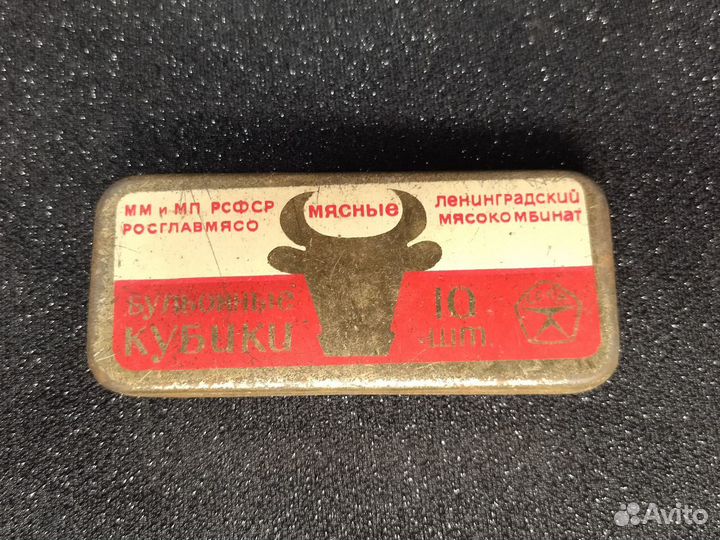 ММ и МП РСФСР
РОСГЛАВМЯСО
МЯСНЫЕ
ЛЕНИНГРАДСКИЙ
МЯСОКОМБИНАТ
БУЛЬОННЫЕ
КУБИКИ
10
шт.
Avito